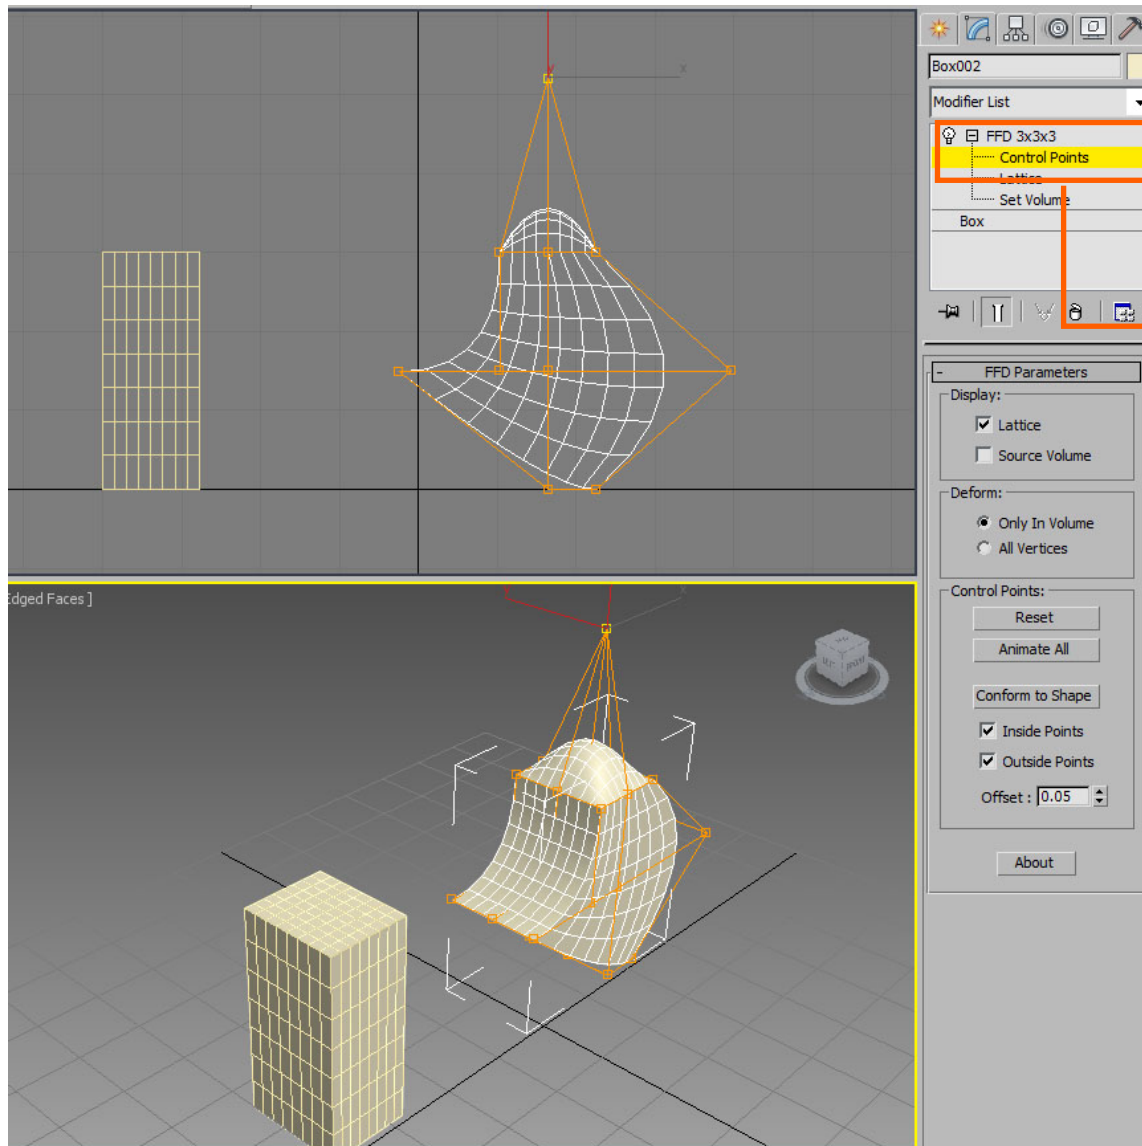 Box002
Modifier List
FFD 3x3x3
Control Points
Lattice
Set Volume
Box
y
x
- FFD Parameters
Display:
Lattice
Source Volume
Deform:
Only In Volume
All Vertices
Edged Faces ]
x
Control Points:
Reset
Animate All
Conform to Shape
Inside Points
Outside Points
Offset : 0.05
About